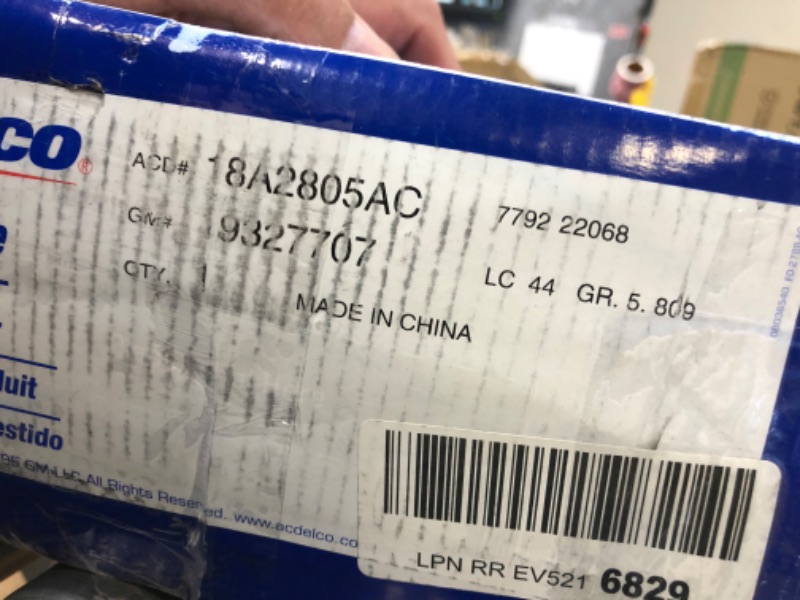 CO®
ACD# 18A2805AC
7792 22068
GM# 19327707
LC 44 GR. 5. 809
QTY. 1
MADE IN CHINA
uit
estido
GM LLC All Rights Reserved. www.acdelco.co
LPN RR EV521 6829